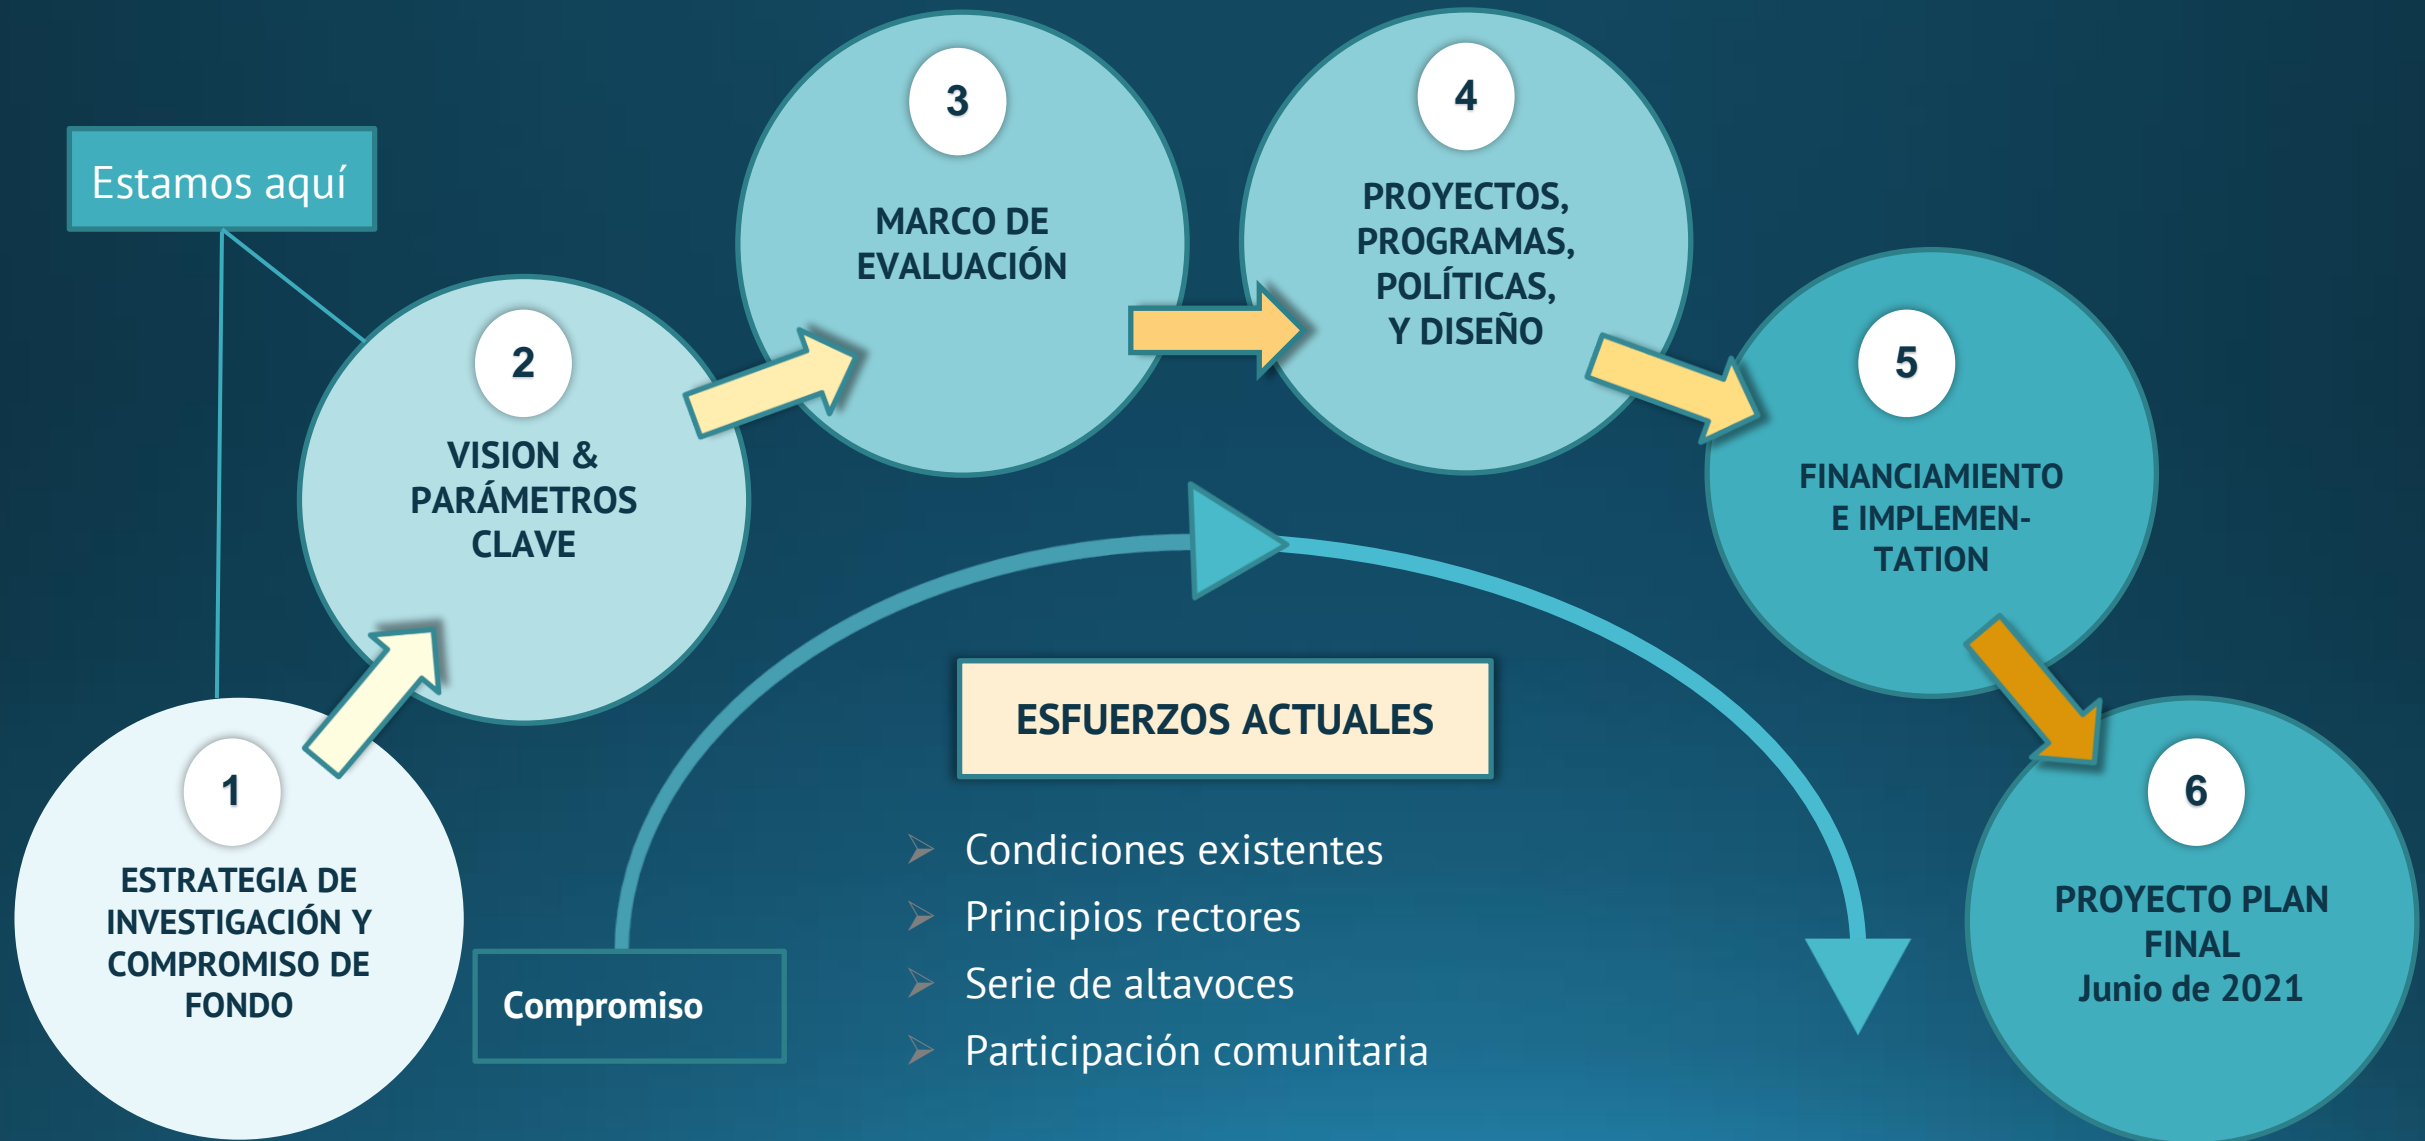 Estamos aquí
1
ESTRATEGIA DE
INVESTIGACIÓN Y
COMPROMISO DE
FONDO
2
VISION &
PARÁMETROS
CLAVE
3
MARCO DE
EVALUACIÓN
4
PROYECTOS,
PROGRAMAS,
POLÍTICAS,
Y DISEÑO
5
FINANCIAMIENTO
E IMPLEMEN-
TATION
6
PROYECTO PLAN
FINAL
Junio de 2021
Compromiso
ESFUERZOS ACTUALES
Condiciones existentes
Principios rectores
Serie de altavoces
Participación comunitaria